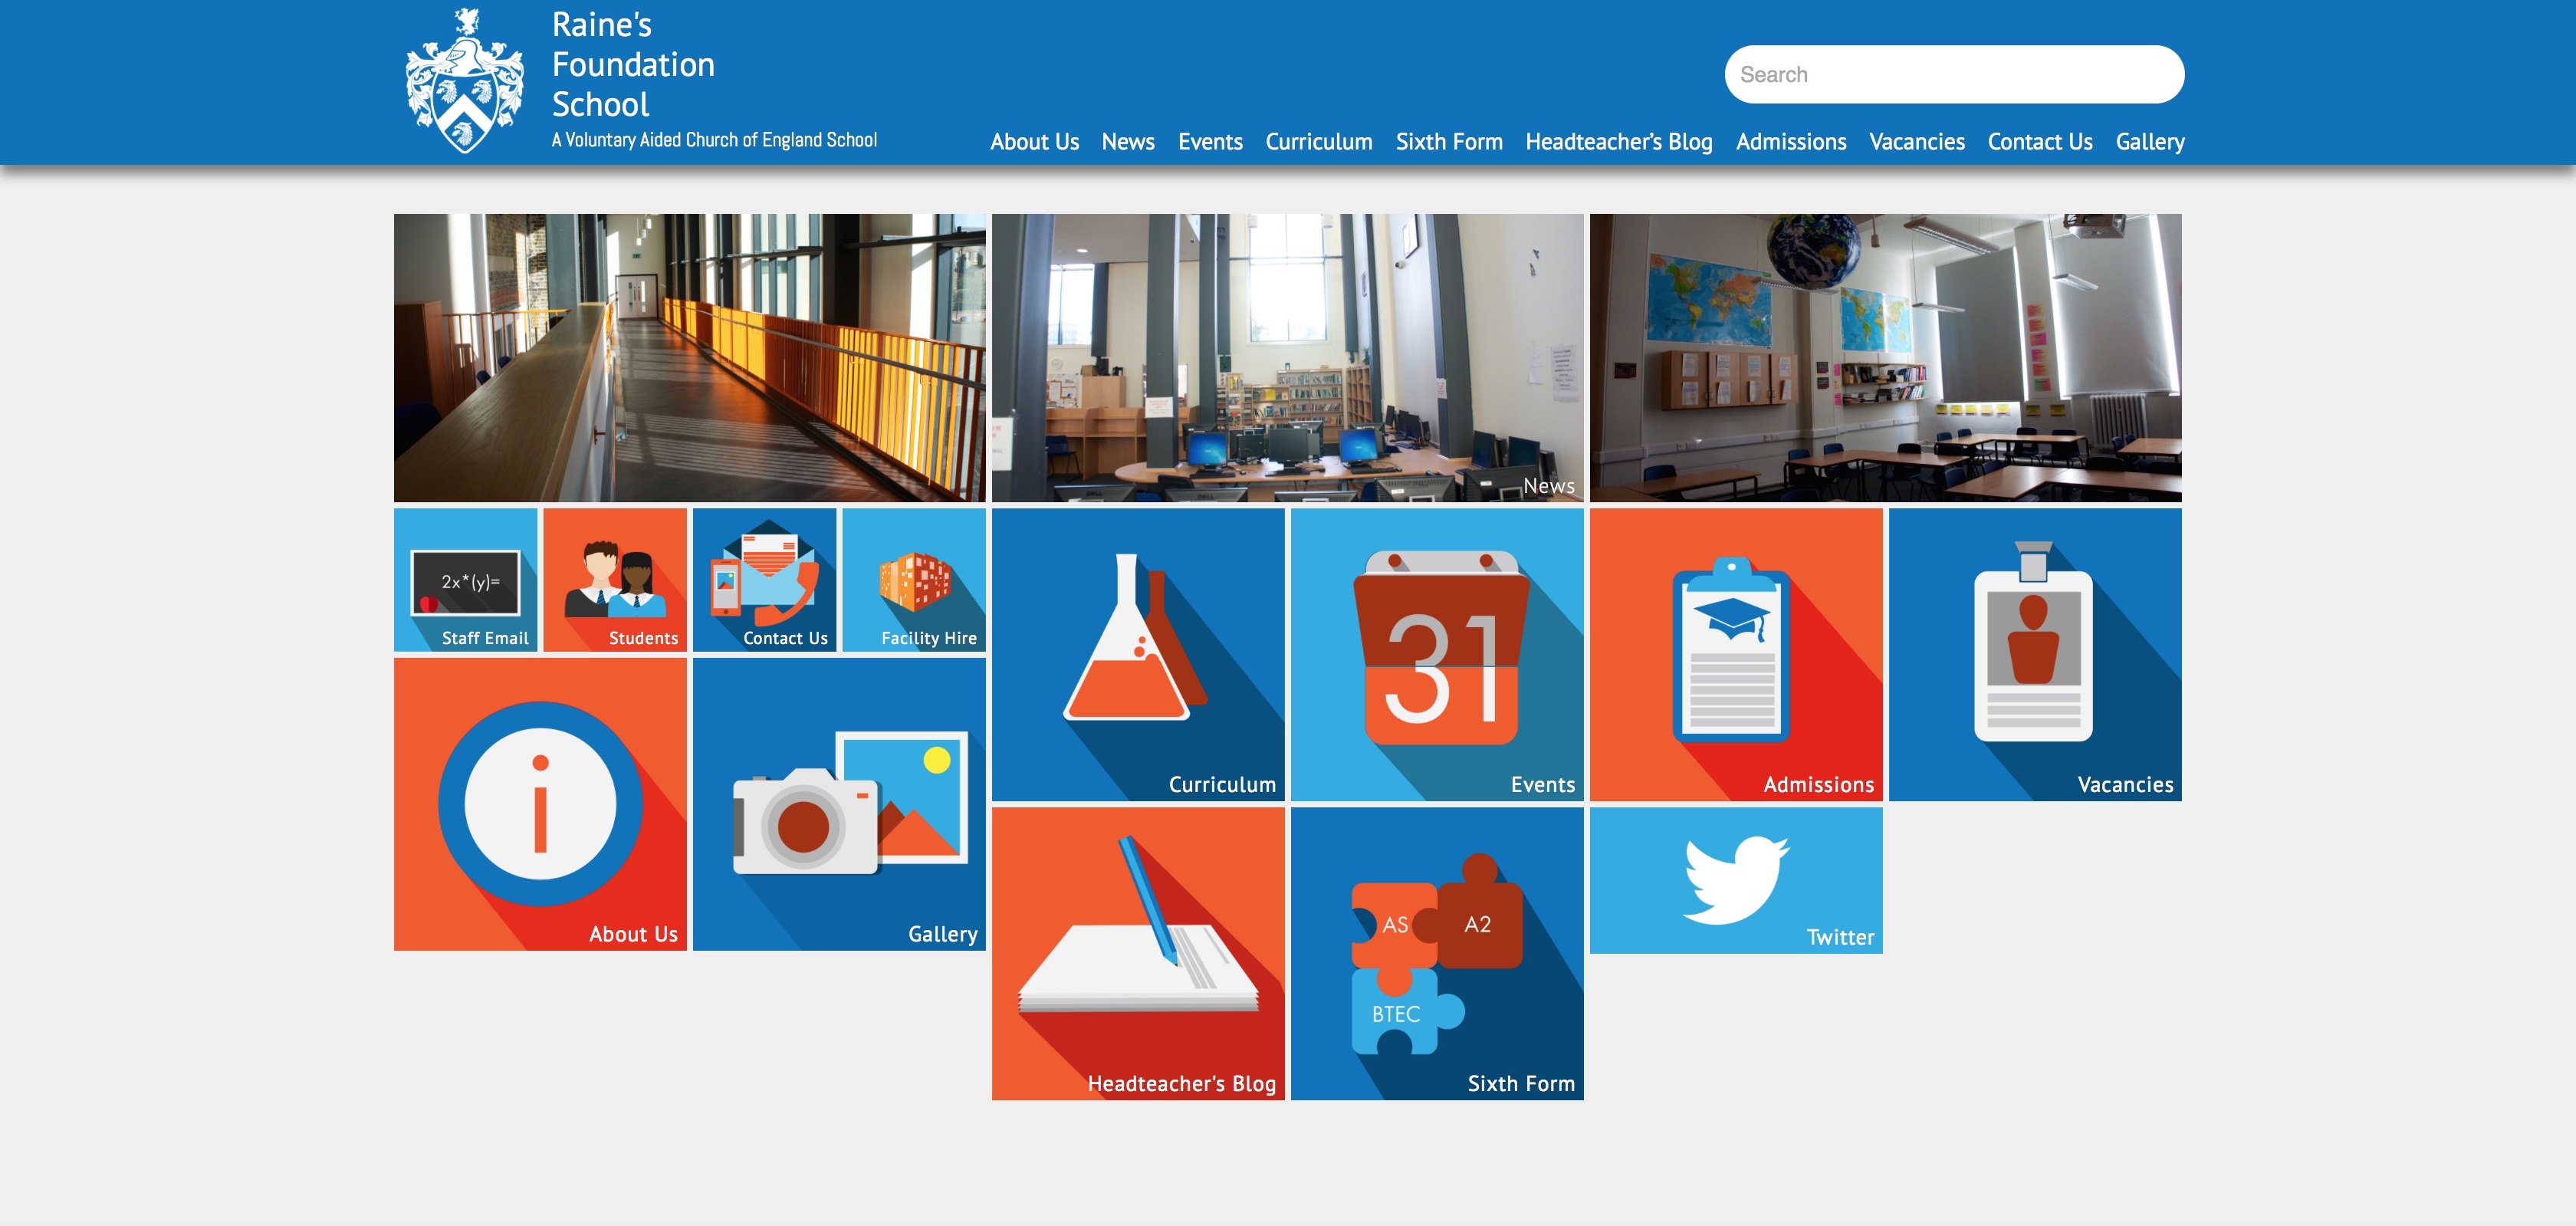 Raine's
Foundation
School
A Voluntary Aided Church of England School
Search
About Us News Events Curriculum Sixth Form Headteacher’s Blog Admissions Vacancies Contact Us Gallery
News
2x*(y)=
Staff Email
Students
Contact Us
Facility Hire
31
Curriculum
Events
Admissions
Vacancies
i
About Us
Gallery
Headteacher's Blog
AS
A2
BTEC
Sixth Form
Twitter